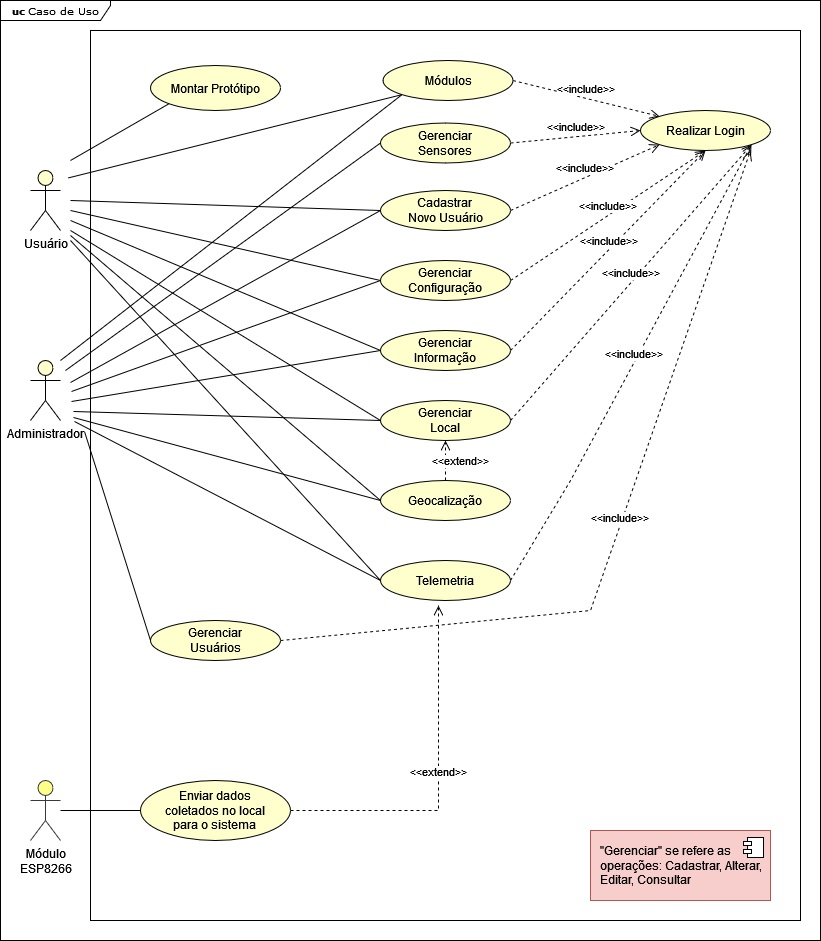 uc Caso de Uso
Montar Protótipo
Módulos
<<include>>
Gerenciar
Sensores
<<include>>
Realizar Login
Cadastrar
Novo Usuário
<<include>>
Usuário
Gerenciar
Configuração
<<include>>
<<include>>
Gerenciar
Informação
<<include>>
<<include>>
Administrador
Gerenciar
Local
<<extend>>
Geocalização
<<include>>
Telemetria
Gerenciar
Usuários
<<extend>>
Enviar dados
coletados no local
para o sistema
Módulo
ESP8266
"Gerenciar" se refere as
operações: Cadastrar, Alterar,
Editar, Consultar